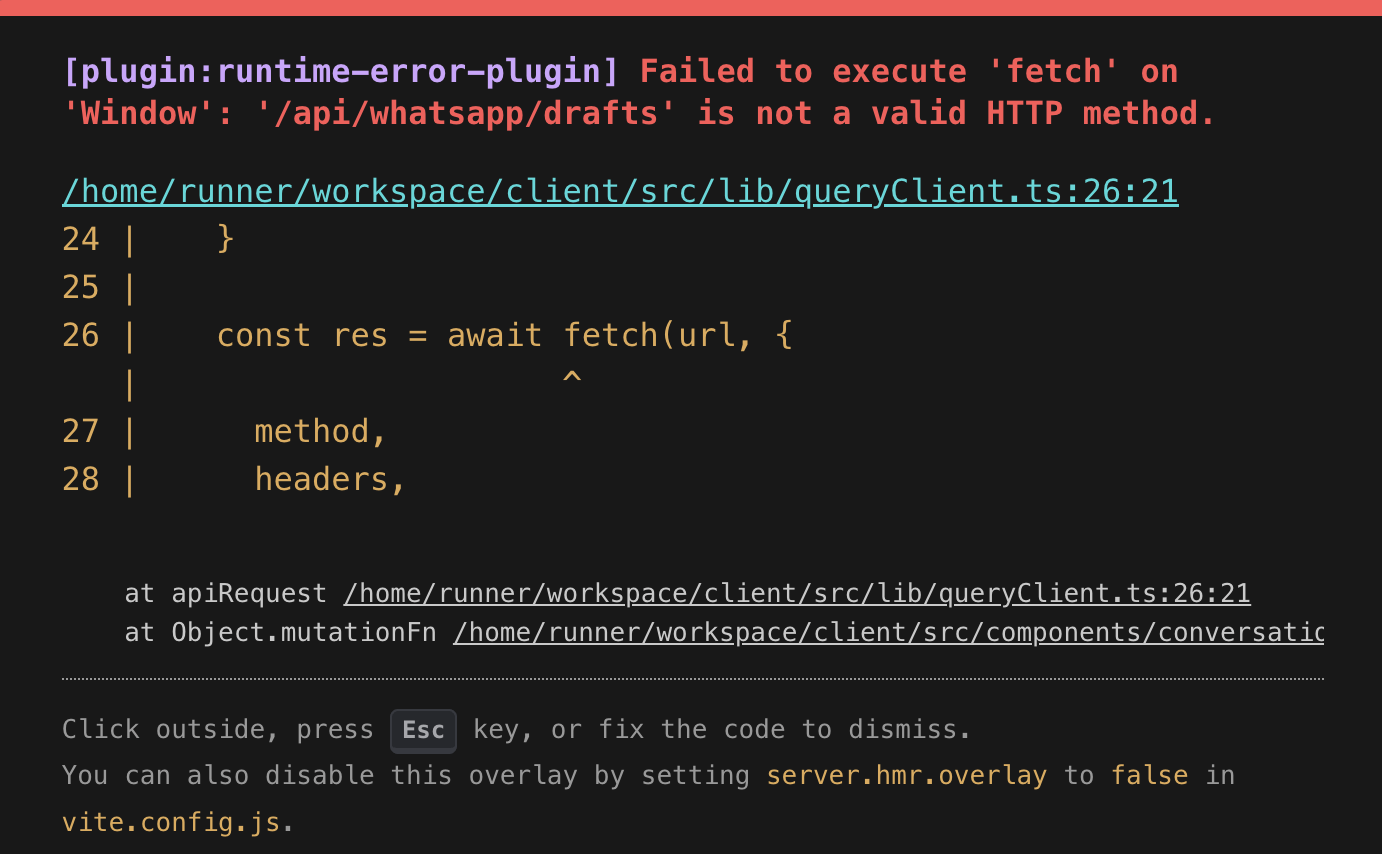 [plugin:runtime-error-plugin] Failed to execute 'fetch' on
'Window': '/api/whatsapp/drafts' is not a valid HTTP method.
/home/runner/workspace/client/src/lib/queryClient.ts:26:21
24 |    }
25 |
26 |    const res = await fetch(url, {
   |                      ^
27 |      method,
28 |      headers,
at apiRequest /home/runner/workspace/client/src/lib/queryClient.ts:26:21
at Object.mutationFn /home/runner/workspace/client/src/components/conversatio
Click outside, press Esc key, or fix the code to dismiss.
You can also disable this overlay by setting server.hmr.overlay to false in
vite.config.js.